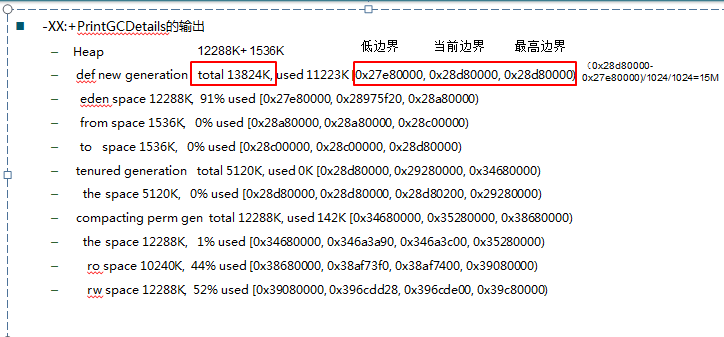 -XX:+PrintGCDetails的输出
– Heap 12288K+ 1536K 低边界 当前边界 最高边界
– def new generation total 13824K, used 11223K [0x27e80000, 0x28d80000, 0x28d80000) (0x28d80000-
0x27e80000)/1024/1024=15M
– eden space 12288K, 91% used [0x27e80000, 0x28975f20, 0x28a80000)
– from space 1536K, 0% used [0x28a80000, 0x28a80000, 0x28c00000)
– to space 1536K, 0% used [0x28c00000, 0x28c00000, 0x28d80000)
– tenured generation total 5120K, used 0K [0x28d80000, 0x29280000, 0x34680000)
– the space 5120K, 0% used [0x28d80000, 0x28d80000, 0x28d80200, 0x29280000)
– compacting perm gen total 12288K, used 142K [0x34680000, 0x35280000, 0x38680000)
– the space 12288K, 1% used [0x34680000, 0x346a3a90, 0x346a3c00, 0x35280000)
– ro space 10240K, 44% used [0x38680000, 0x38af73f0, 0x38af7400, 0x39080000)
– rw space 12288K, 52% used [0x39080000, 0x396cdd28, 0x396cde00, 0x39c80000)